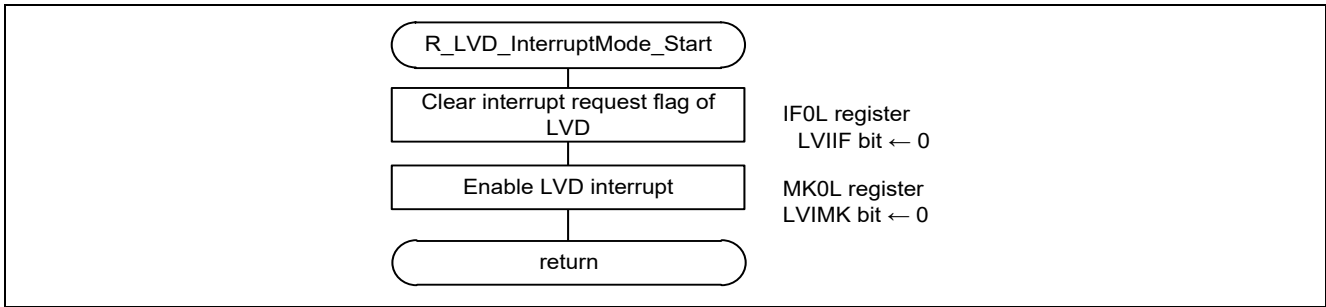 R_LVD_InterruptMode_Start
Clear interrupt request flag of
LVD
IF0L register
LVIIF bit ← 0
Enable LVD interrupt
MK0L register
LVIMK bit ← 0
return